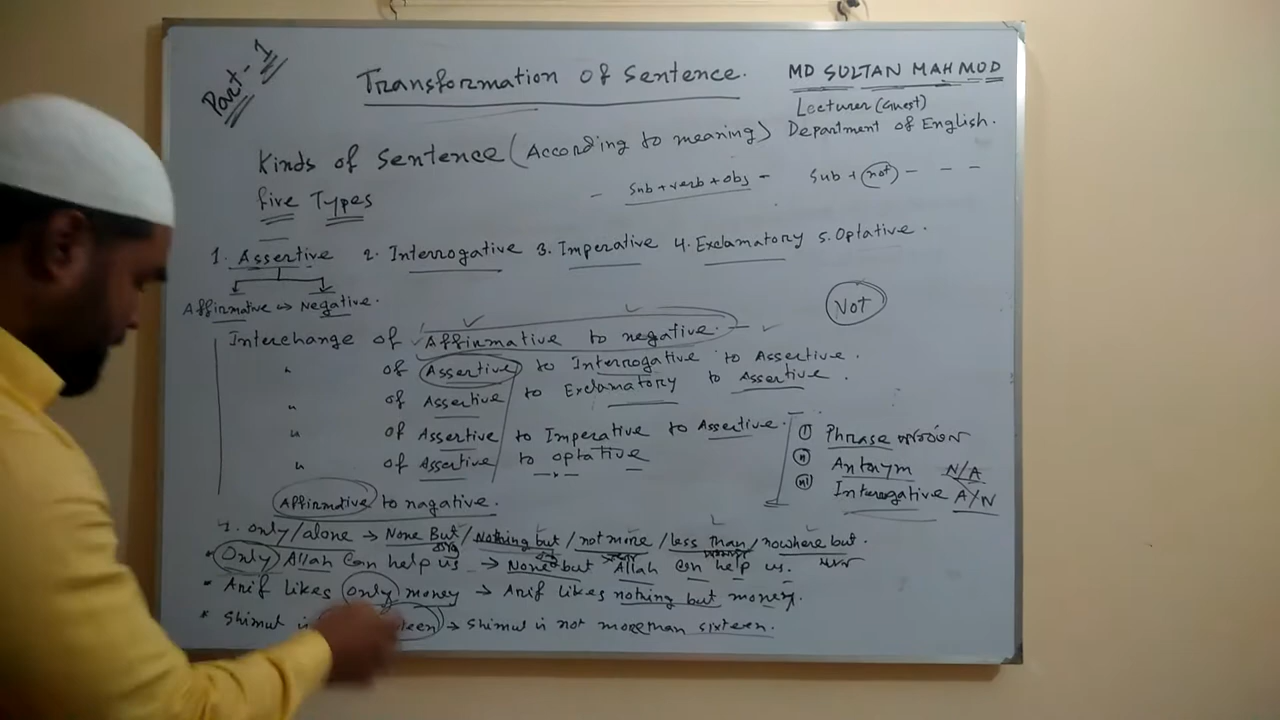 Part-1
Transformation of Sentence.
MD SULTAN MAHMOD
Lecturer (Guest)
Department of English.
Kinds of Sentence (According to meaning)
five Types
- Sub + verb + obj -
Sub + not - - -
1. Assertive 2. Interrogative 3. Imperative 4. Exclamatory 5. Optative.
Affirmative ↔ Negative.
Not
Interchange of Affirmative to negative.
" of Assertive to Interrogative to Assertive.
" of Assertive to Exclamatory to Assertive.
" of Assertive to Imperative to Assertive.
" of Assertive to optative
(i) Phrase
(ii) Antonym N/A
(iii) Interrogative A/N
Affirmative to nagative.
1. only/alone → None But / Nothing but / not more / less than / nowhere but.
* Only Allah can help us → None but Allah can help us.
* Arif likes only money → Arif likes nothing but money.
* Shimul is → Shimul is not more than sixteen.